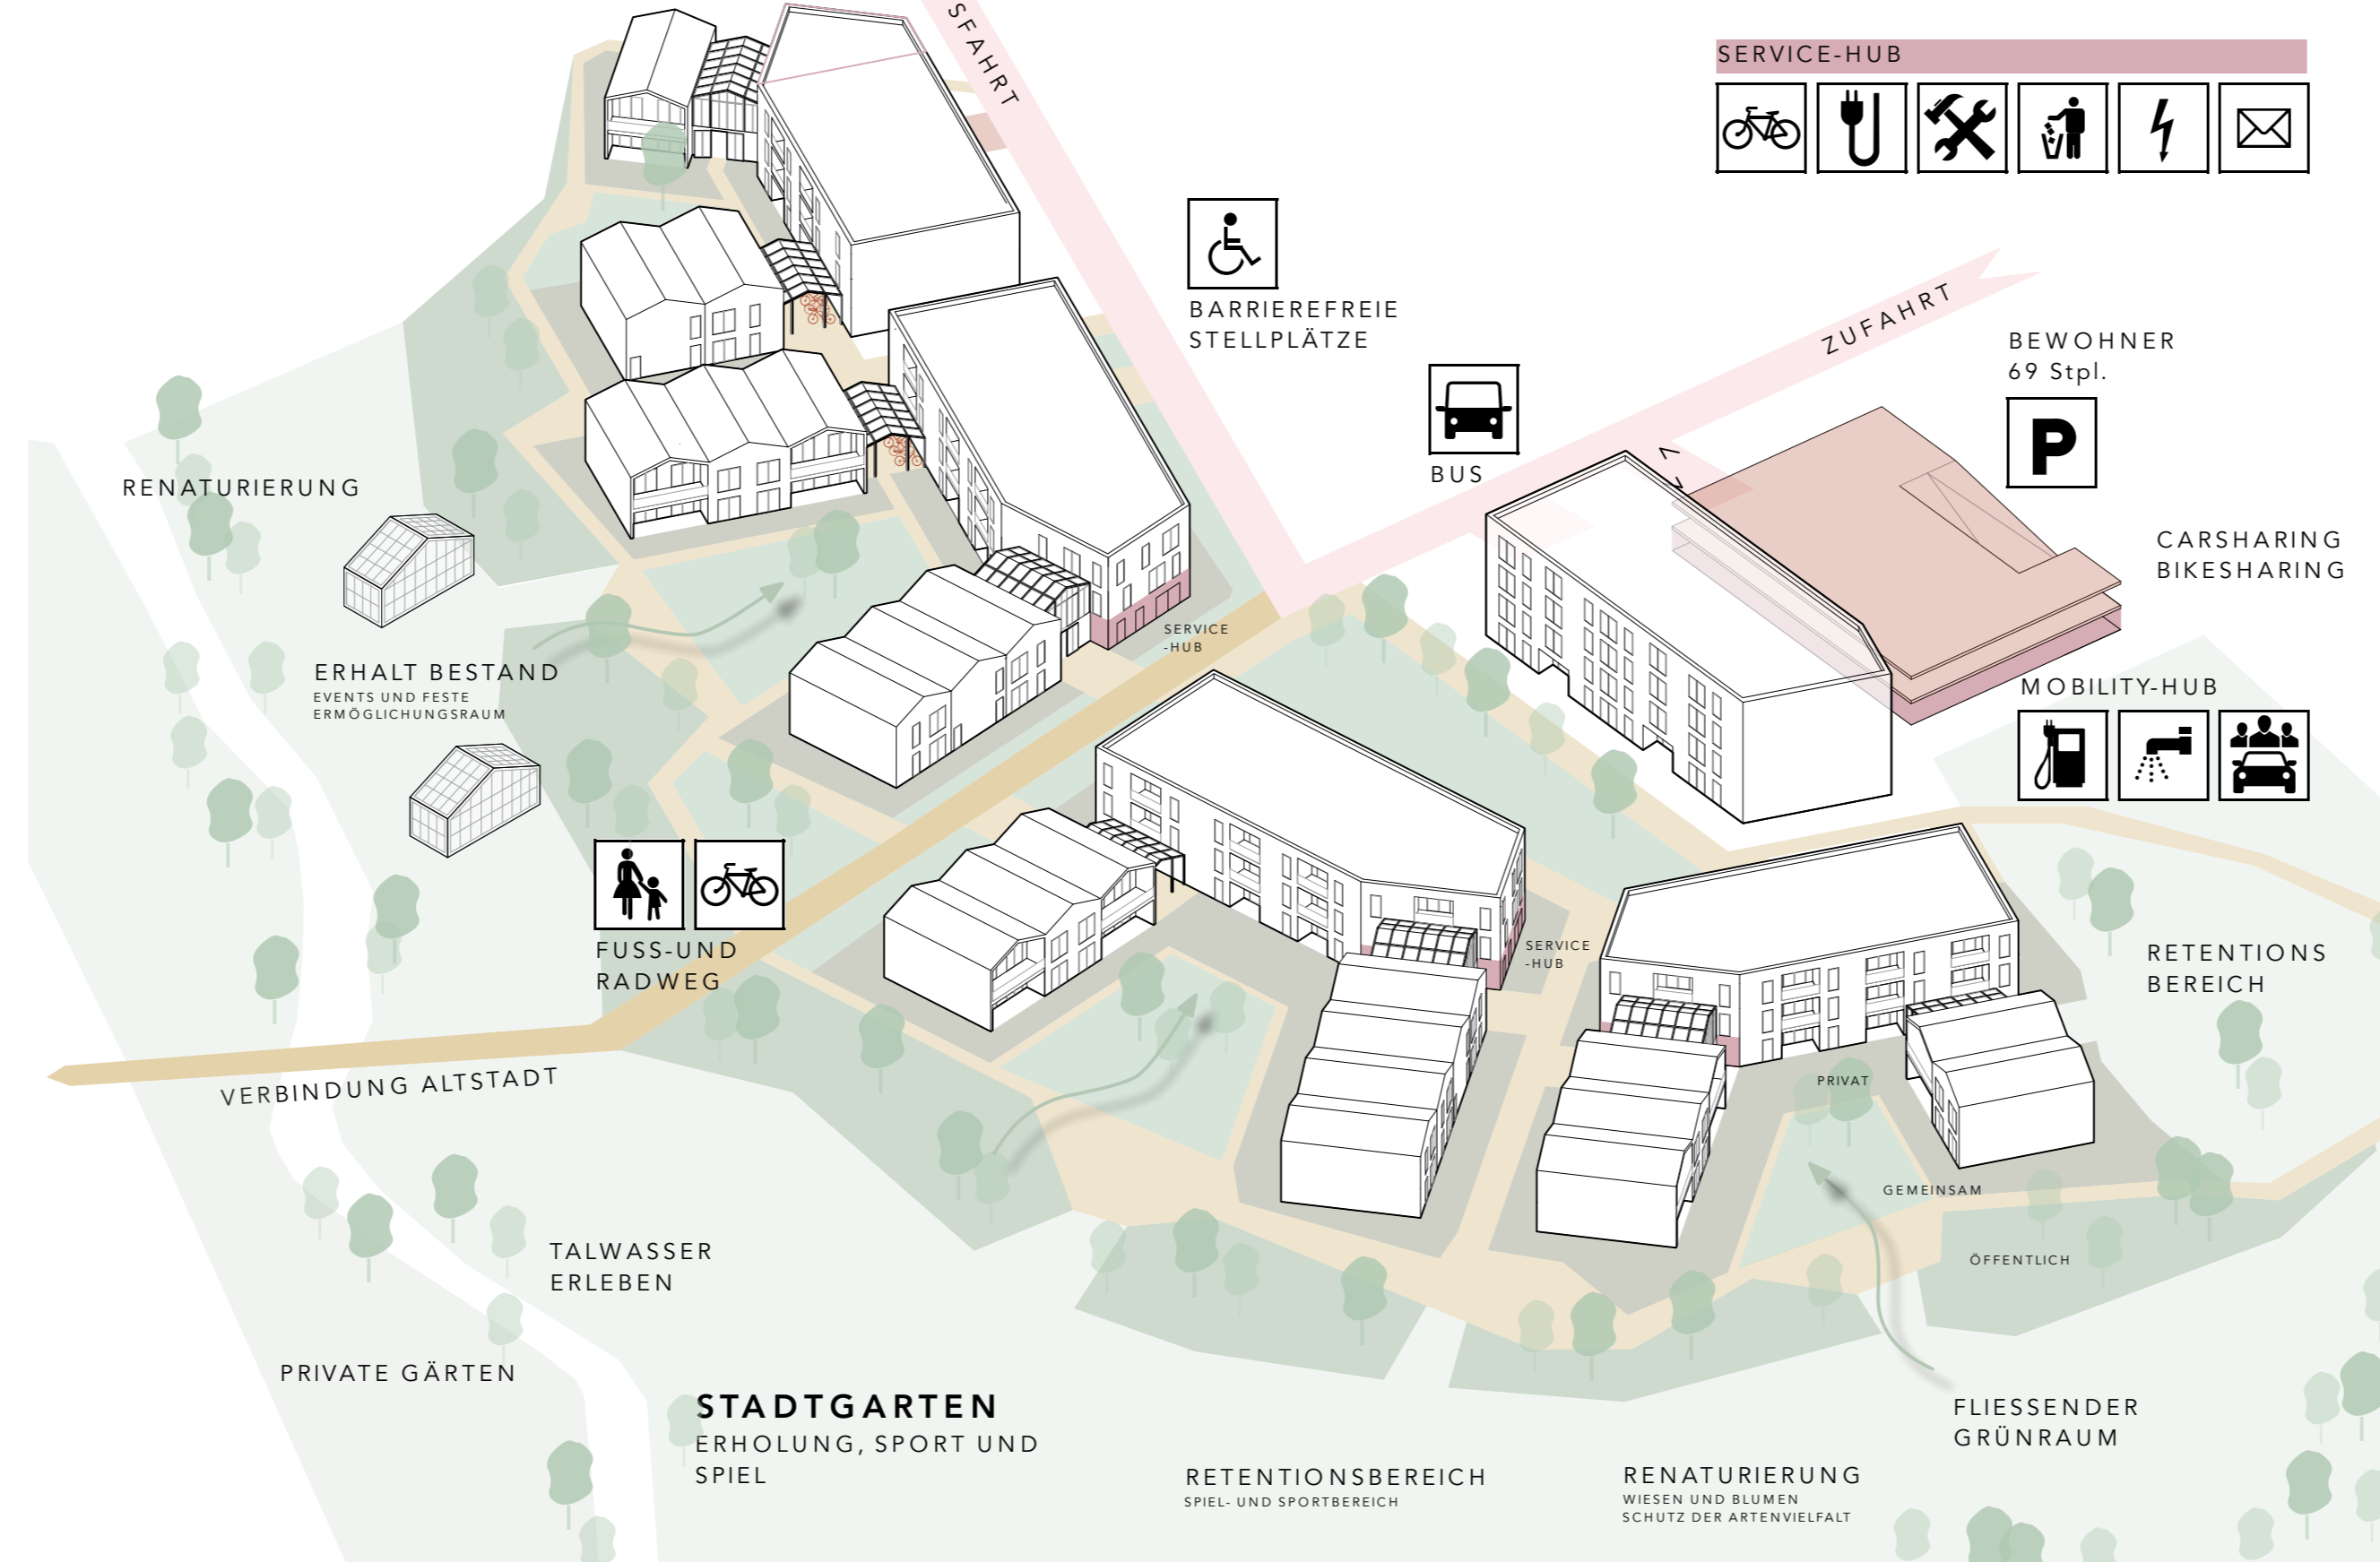 SFAHRT
SERVICE-HUB
BARRIEREFREIE
STELLPLÄTZE
ZUFAHRT
BEWOHNER
69 Stpl.
P
BUS
CARSHARING
BIKESHARING
RENATURIERUNG
SERVICE
-HUB
ERHALT BESTAND
EVENTS UND FESTE
ERMÖGLICHUNGSRAUM
MOBILITY-HUB
FUSS-UND
RADWEG
SERVICE
-HUB
RETENTIONS
BEREICH
VERBINDUNG ALTSTADT
PRIVAT
GEMEINSAM
ÖFFENTLICH
TALWASSER
ERLEBEN
PRIVATE GÄRTEN
STADTGARTEN
ERHOLUNG, SPORT UND
SPIEL
FLIESSENDER
GRÜNRAUM
RETENTIONSBEREICH
SPIEL- UND SPORTBEREICH
RENATURIERUNG
WIESEN UND BLUMEN
SCHUTZ DER ARTENVIELFALT